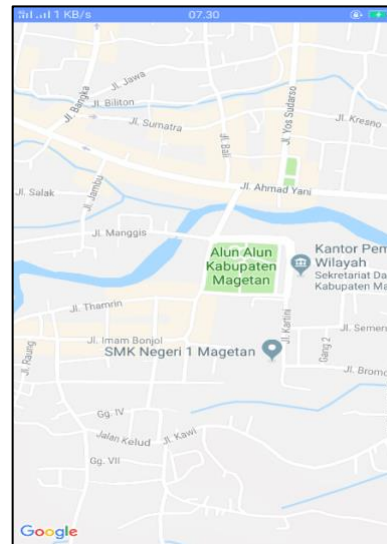 1 KB/s 07.30
Jl. Jawa
Jl. Bangka
Jl. Biliton
Jl. Sumatra
Jl. Bali
Jl. Yos Sudarso
Jl. Kresno
Jl. Salak
Jl. Jambu
Jl. Ahmad Yani
Jl. Manggis
Alun Alun
Kabupaten
Magetan
Kantor Pem
Wilayah
Sekretariat Da
Kabupaten Ma
Jl. Thamrin
Jl. Kartini
Jl. Semer
Gang 2
Jl. Imam Bonjol
SMK Negeri 1 Magetan
Jl. Raung
Jl. Bromo
Gg. IV
Jalan Kelud
Jl. Kawi
Gg. VII
Google